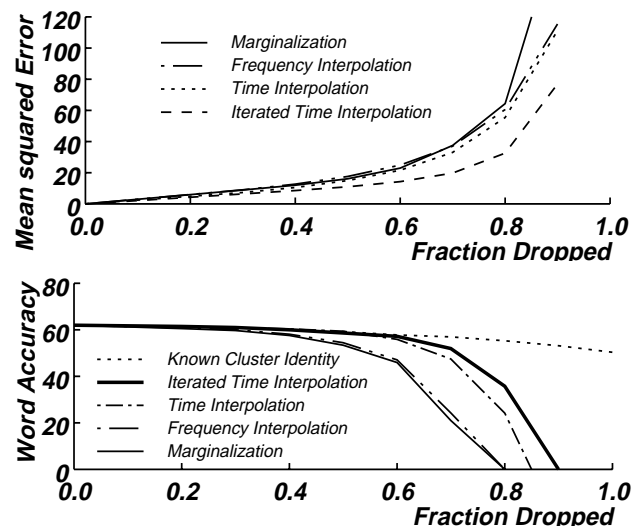 Mean squared Error
120
100
80
60
40
20
0
Marginalization
Frequency Interpolation
Time Interpolation
Iterated Time Interpolation
0.0 0.2 0.4 0.6 0.8 1.0
Fraction Dropped
Word Accuracy
80
60
40
20
0
Known Cluster Identity
Iterated Time Interpolation
Time Interpolation
Frequency Interpolation
Marginalization
0.0 0.2 0.4 0.6 0.8 1.0
Fraction Dropped